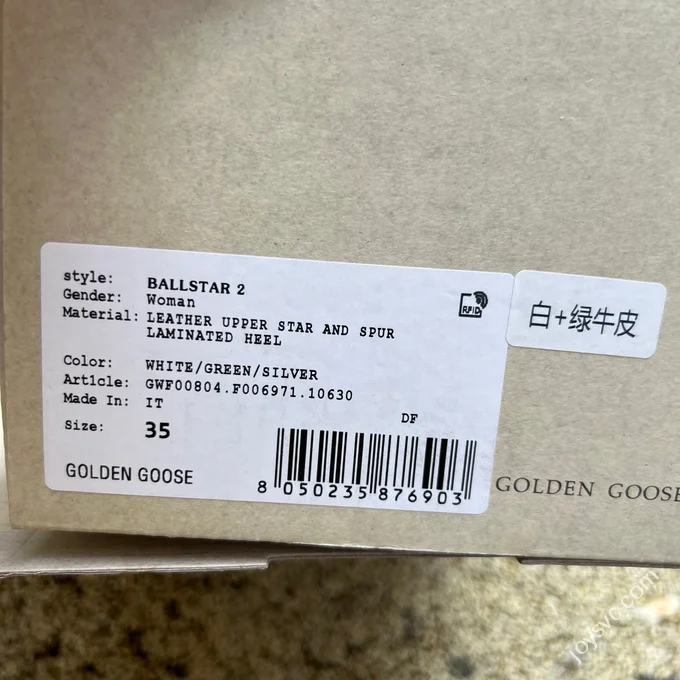 style: BALLSTAR 2
Gender: Woman
Material: LEATHER UPPER STAR AND SPUR
LAMINATED HEEL
Color: WHITE/GREEN/SILVER
Art1cle: GWF00804.F006971.10630
Made In: IT
Size: 35
DF
GOLDEN GOOSE
8 050235 876903
RFID
白+绿牛皮
GOLDEN GOOSE
joysvc.com